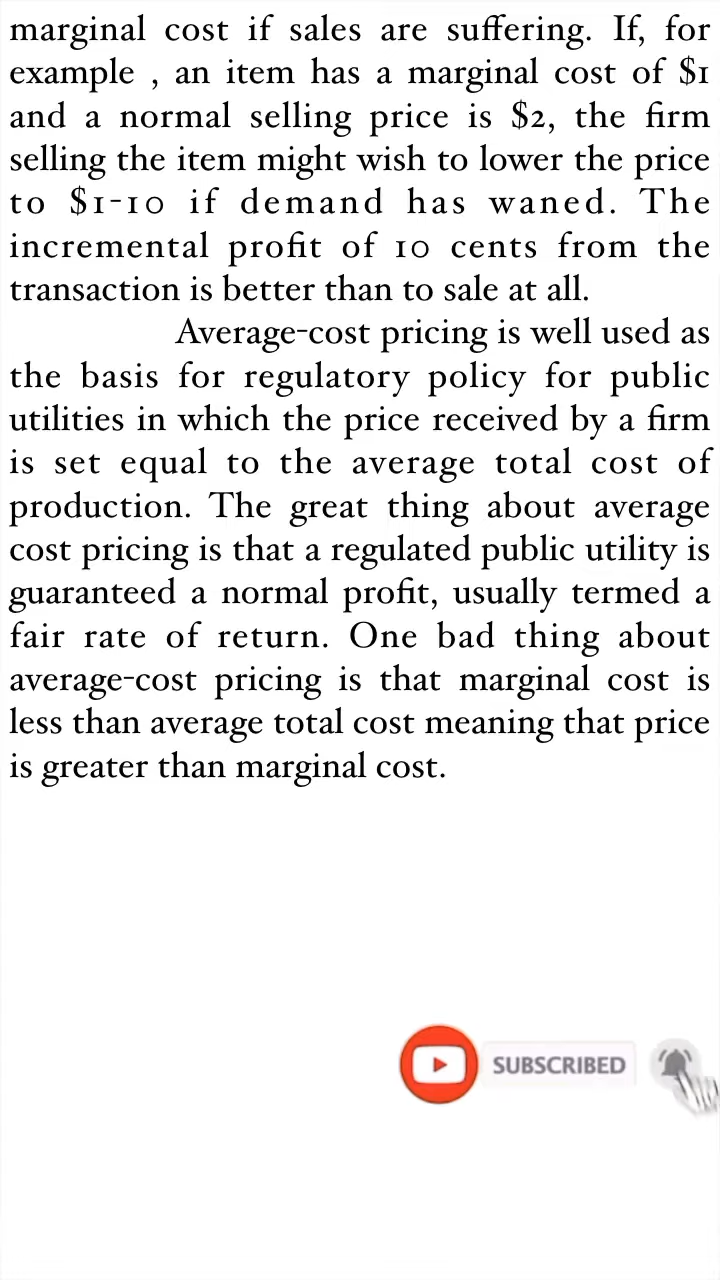 marginal cost if sales are suffering. If, for
example , an item has a marginal cost of $1
and a normal selling price is $2, the firm
selling the item might wish to lower the price
to $1-10 if demand has waned. The
incremental profit of 10 cents from the
transaction is better than to sale at all.
Average-cost pricing is well used as
the basis for regulatory policy for public
utilities in which the price received by a firm
is set equal to the average total cost of
production. The great thing about average
cost pricing is that a regulated public utility is
guaranteed a normal profit, usually termed a
fair rate of return. One bad thing about
average-cost pricing is that marginal cost is
less than average total cost meaning that price
is greater than marginal cost.
SUBSCRIBED